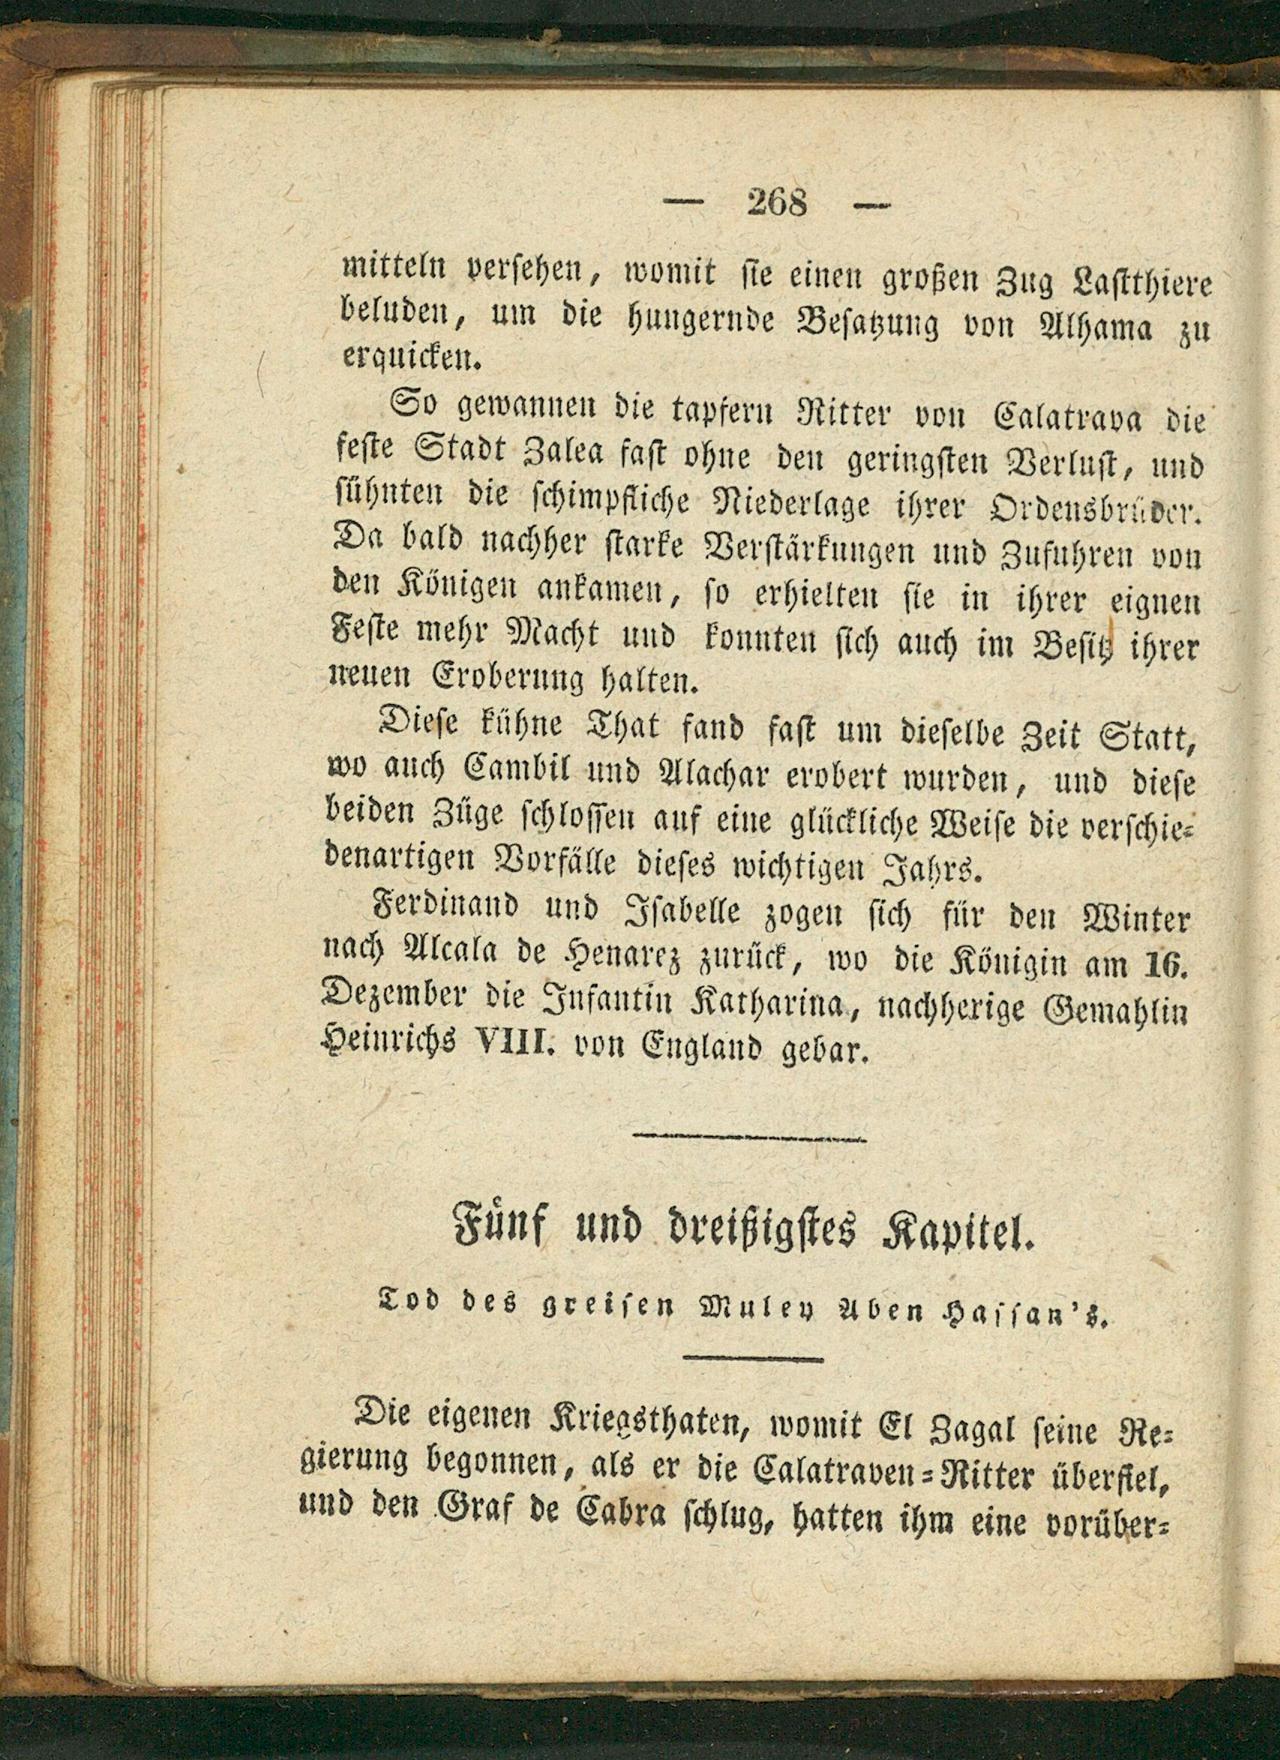 — 268 —
mitteln versehen, womit sie einen großen Zug Lastthiere
beluden, um die hungernde Besatzung von Alhama zu
erquicken.
So gewannen die tapfern Ritter von Calatrava die
feste Stadt Zalea fast ohne den geringsten Verlust, und
sühnten die schimpfliche Niederlage ihrer Ordensbrüder.
Da bald nachher starke Verstärkungen und Zufuhren von
den Königen ankamen, so erhielten sie in ihrer eignen
Feste mehr Macht und konnten sich auch im Besitz ihrer
neuen Eroberung halten.
Diese kühne That fand fast um dieselbe Zeit Statt,
wo auch Cambil und Alachar erobert wurden, und diese
beiden Züge schlossen auf eine glückliche Weise die verschie-
denartigen Vorfälle dieses wichtigen Jahrs.
Ferdinand und Isabelle zogen sich für den Winter
nach Alcala de Henarez zurück, wo die Königin am 16.
Dezember die Infantin Katharina, nachherige Gemahlin
Heinrichs VIII. von England gebar.
Fünf und dreißigstes Kapitel.
Tod des greisen Muley Aben Hassan's.
Die eigenen Kriegsthaten, womit El Zagal seine Re-
gierung begonnen, als er die Calatraven-Ritter überfiel,
und den Graf de Cabra schlug, hatten ihm eine vorüber-